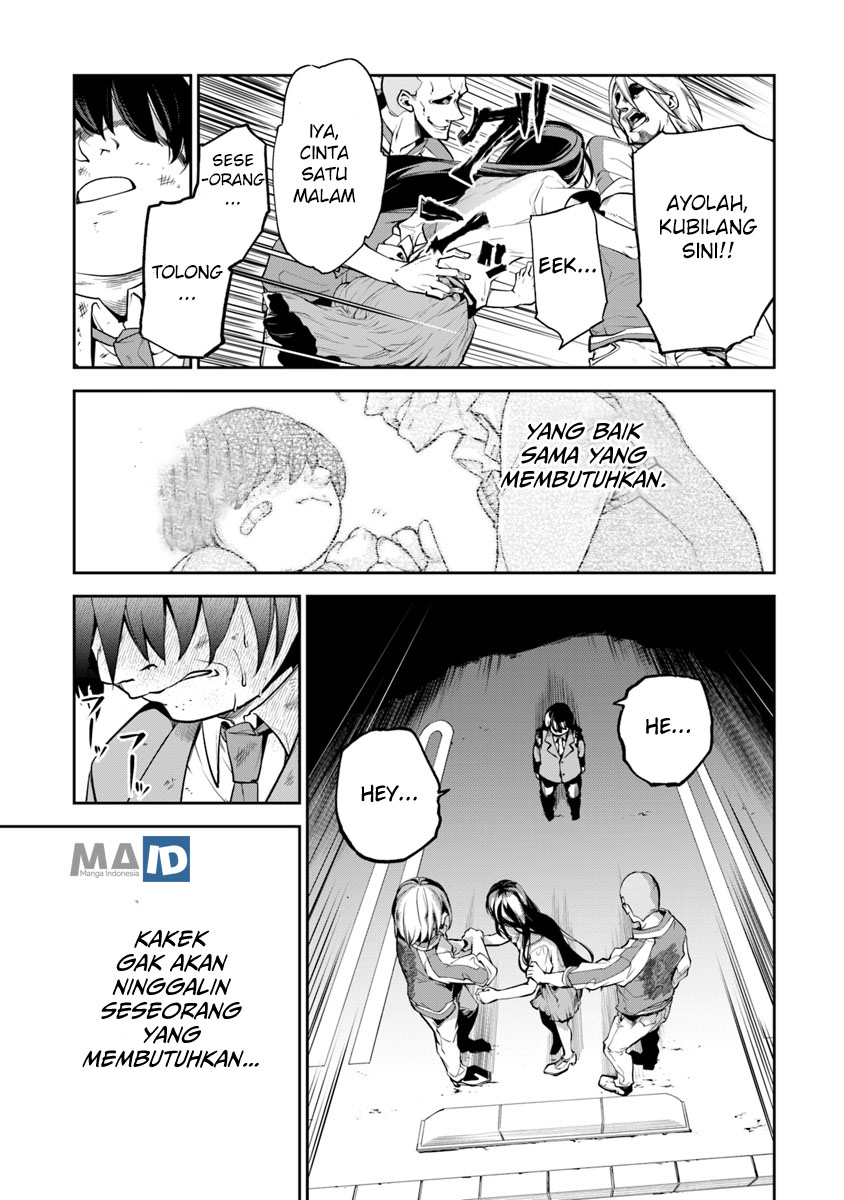 AYOLAH,
KUBILANG
SINI!!
EEK...
IYA,
CINTA
SATU
MALAM
SESE
-ORANG
...
TOLONG
...
YANG BAIK
SAMA YANG
MEMBUTUHKAN.
HE...
HEY...
MAID
Manga Indonesia
KAKEK
GAK AKAN
NINGGALIN
SESEORANG
YANG
MEMBUTUHKAN...